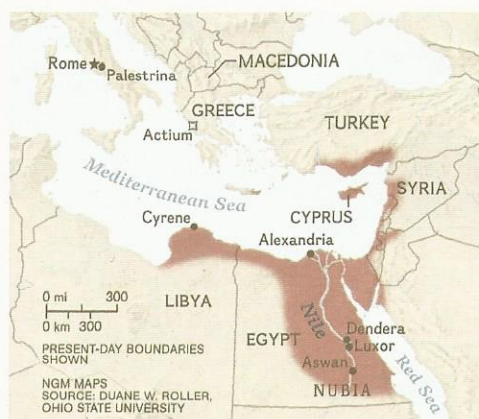 Rome
Palestrina
MACEDONIA
GREECE
Actium
TURKEY
Mediterranean Sea
SYRIA
Cyrene
CYPRUS
Alexandria
0 mi 300
0 km 300
LIBYA
Nile
EGYPT
Dendera
Luxor
Aswan
NUBIA
Red Sea
PRESENT-DAY BOUNDARIES
SHOWN
NGM MAPS
SOURCE: DUANE W. ROLLER,
OHIO STATE UNIVERSITY